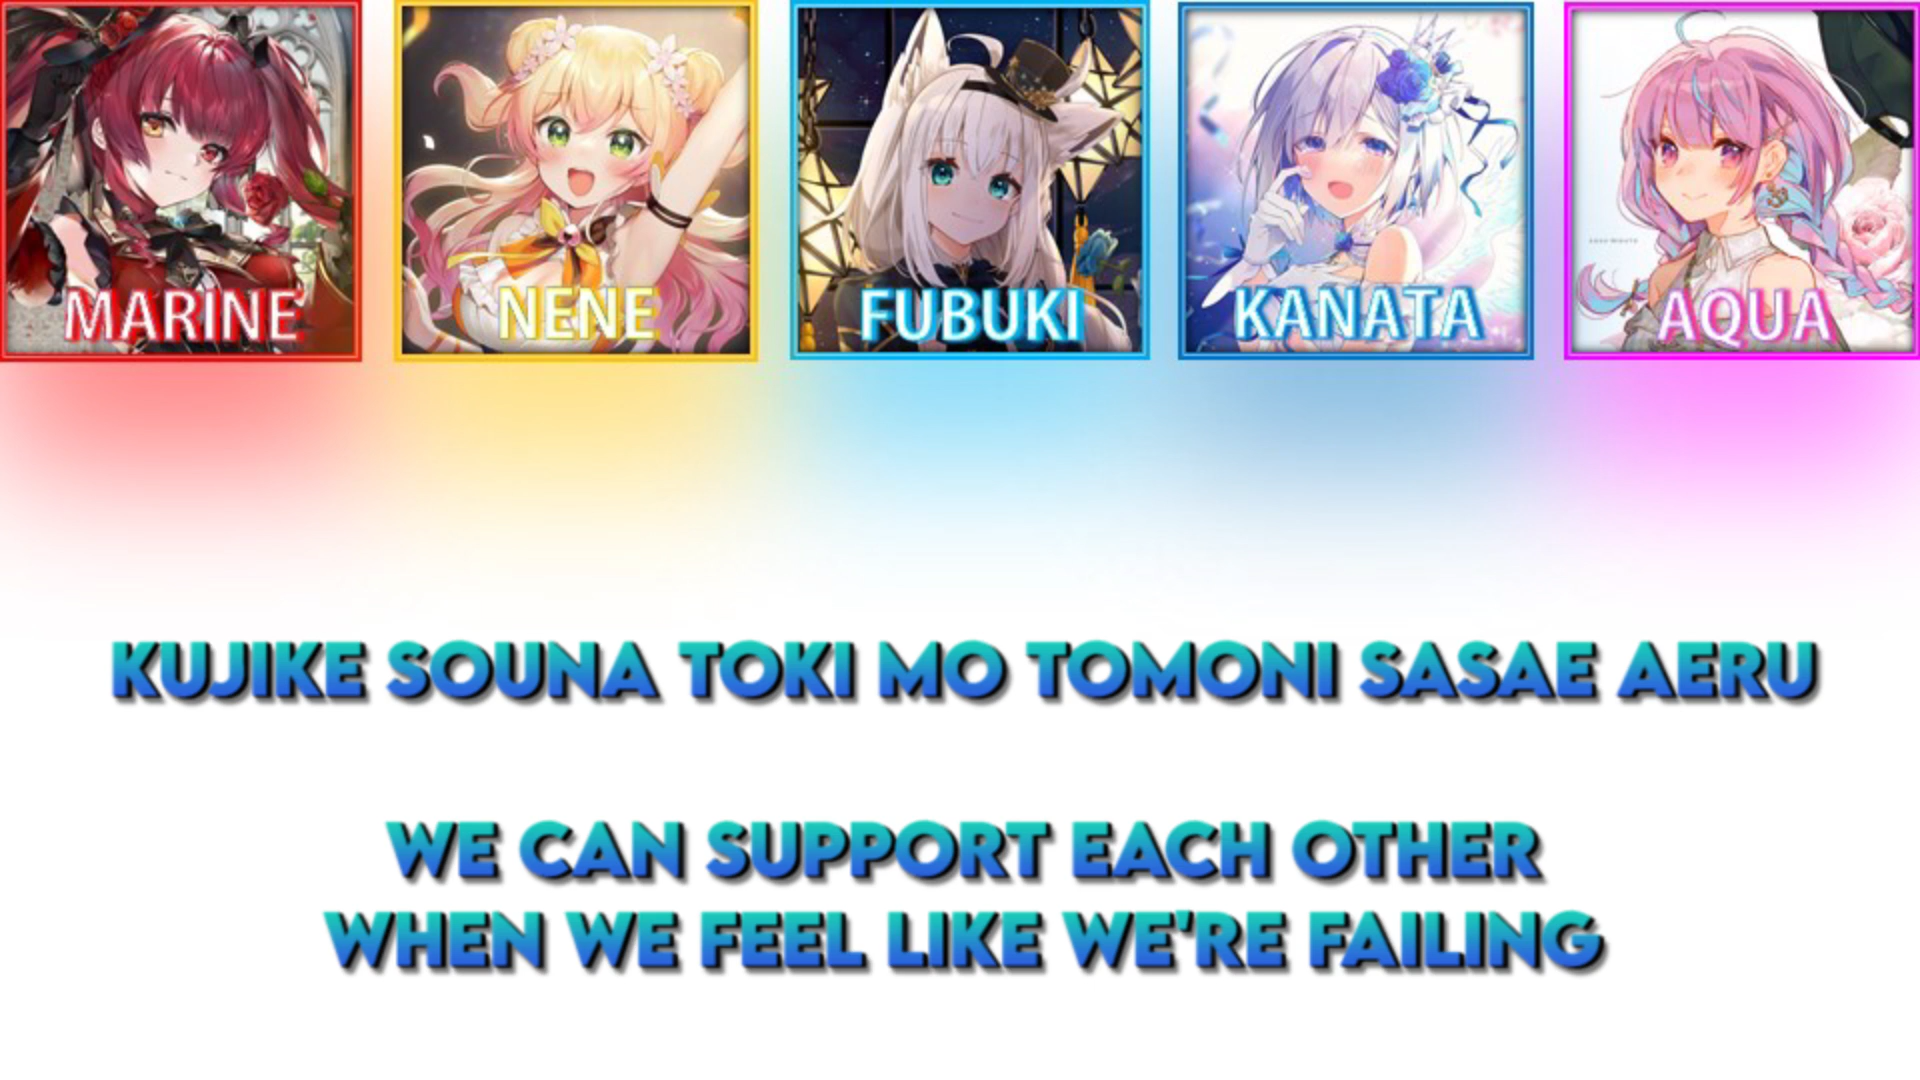 MARINE
NENE
FUBUKI
KANATA
AQUA
KUJIKE SOUNA TOKI MO TOMONI SASAE AERU
WE CAN SUPPORT EACH OTHER
WHEN WE FEEL LIKE WE'RE FAILING